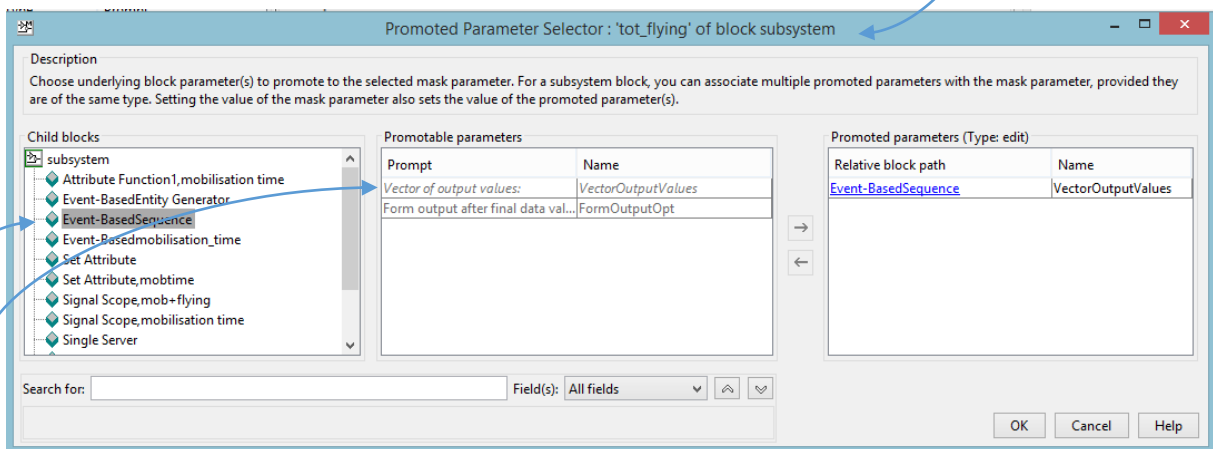 Promoted Parameter Selector : 'tot_flying' of block subsystem
Description
Choose underlying block parameter(s) to promote to the selected mask parameter. For a subsystem block, you can associate multiple promoted parameters with the mask parameter, provided they
are of the same type. Setting the value of the mask parameter also sets the value of the promoted parameter(s).
Child blocks
subsystem
Attribute Function1,mobilisation time
Event-BasedEntity Generator
Event-BasedSequence
Event-Basedmobilisation_time
Set Attribute
Set Attribute,mobtime
Signal Scope,mob+flying
Signal Scope,mobilisation time
Single Server
Promotable parameters
Prompt Name
Vector of output values: VectorOutputValues
Form output after final data val... FormOutputOpt
Promoted parameters (Type: edit)
Relative block path Name
Event-BasedSequence VectorOutputValues
Search for: Field(s): All fields
OK Cancel Help